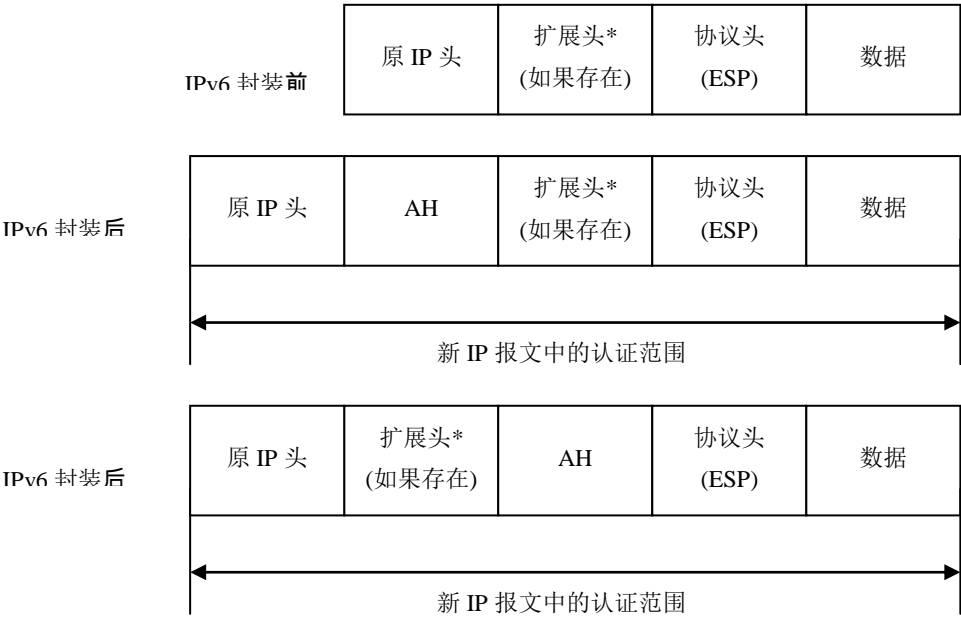 IPv6 封装前
原 IP 头
扩展头*
(如果存在)
协议头
(ESP)
数据
IPv6 封装后
原 IP 头
AH
扩展头*
(如果存在)
协议头
(ESP)
数据
新 IP 报文中的认证范围
IPv6 封装后
原 IP 头
扩展头*
(如果存在)
AH
协议头
(ESP)
数据
新 IP 报文中的认证范围